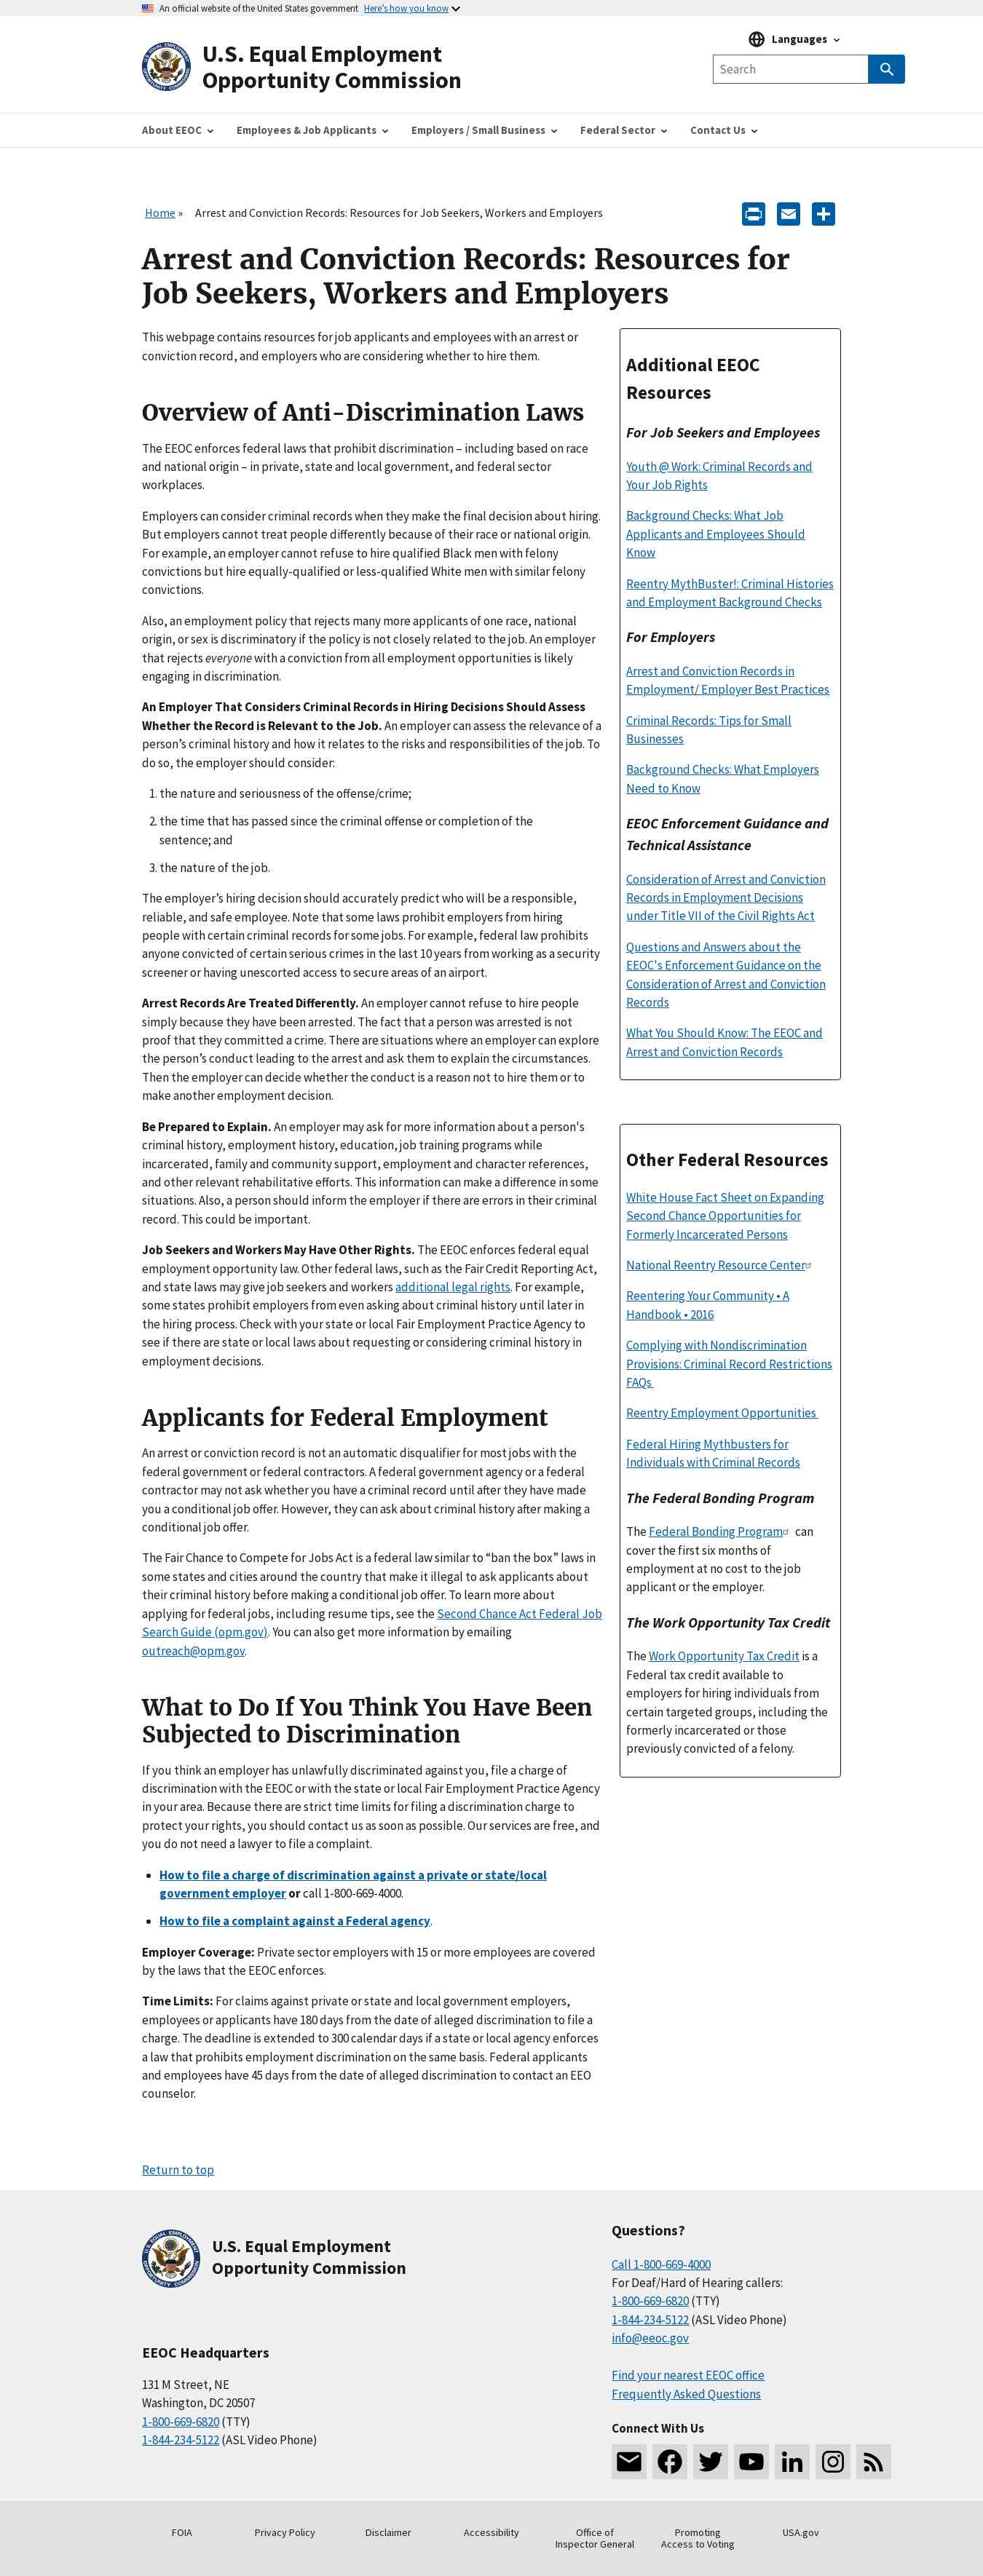 An official website of the United States government Here's how you know
Languages
U.S. Equal Employment
Opportunity Commission
Search
About EEOC
Employees & Job Applicants
Employers / Small Business
Federal Sector
Contact Us
Home » Arrest and Conviction Records: Resources for Job Seekers, Workers and Employers
Arrest and Conviction Records: Resources for
Job Seekers, Workers and Employers
This webpage contains resources for job applicants and employees with an arrest or
conviction record, and employers who are considering whether to hire them.
Overview of Anti-Discrimination Laws
The EEOC enforces federal laws that prohibit discrimination – including based on race
and national origin – in private, state and local government, and federal sector
workplaces.
Employers can consider criminal records when they make the final decision about hiring.
But employers cannot treat people differently because of their race or national origin.
For example, an employer cannot refuse to hire qualified Black men with felony
convictions but hire equally-qualified or less-qualified White men with similar felony
convictions.
Also, an employment policy that rejects many more applicants of one race, national
origin, or sex is discriminatory if the policy is not closely related to the job. An employer
that rejects everyone with a conviction from all employment opportunities is likely
engaging in discrimination.
An Employer That Considers Criminal Records in Hiring Decisions Should Assess
Whether the Record is Relevant to the Job. An employer can assess the relevance of a
person's criminal history and how it relates to the risks and responsibilities of the job. To
do so, the employer should consider:
1. the nature and seriousness of the offense/crime;
2. the time that has passed since the criminal offense or completion of the
sentence; and
3. the nature of the job.
The employer's hiring decision should accurately predict who will be a responsible,
reliable, and safe employee. Note that some laws prohibit employers from hiring
people with certain criminal records for some jobs. For example, federal law prohibits
anyone convicted of certain serious crimes in the last 10 years from working as a security
screener or having unescorted access to secure areas of an airport.
Arrest Records Are Treated Differently. An employer cannot refuse to hire people
simply because they have been arrested. The fact that a person was arrested is not
proof that they committed a crime. There are situations where an employer can explore
the person's conduct leading to the arrest and ask them to explain the circumstances.
Then the employer can decide whether the conduct is a reason not to hire them or to
make another employment decision.
Be Prepared to Explain. An employer may ask for more information about a person's
criminal history, employment history, education, job training programs while
incarcerated, family and community support, employment and character references,
and other relevant rehabilitative efforts. This information can make a difference in some
situations. Also, a person should inform the employer if there are errors in their criminal
record. This could be important.
Job Seekers and Workers May Have Other Rights. The EEOC enforces federal equal
employment opportunity law. Other federal laws, such as the Fair Credit Reporting Act,
and state laws may give job seekers and workers additional legal rights. For example,
some states prohibit employers from even asking about criminal history until later in
the hiring process. Check with your state or local Fair Employment Practice Agency to
see if there are state or local laws about requesting or considering criminal history in
employment decisions.
Applicants for Federal Employment
An arrest or conviction record is not an automatic disqualifier for most jobs with the
federal government or federal contractors. A federal government agency or a federal
contractor may not ask whether you have a criminal record until after they have made
you a conditional job offer. However, they can ask about criminal history after making a
conditional job offer.
The Fair Chance to Compete for Jobs Act is a federal law similar to “ban the box” laws in
some states and cities around the country that make it illegal to ask applicants about
their criminal history before making a conditional job offer. To learn more about
applying for federal jobs, including resume tips, see the Second Chance Act Federal Job
Search Guide (opm.gov). You can also get more information by emailing
outreach@opm.gov.
What to Do If You Think You Have Been
Subjected to Discrimination
If you think an employer has unlawfully discriminated against you, file a charge of
discrimination with the EEOC or with the state or local Fair Employment Practice Agency
in your area. Because there are strict time limits for filing a discrimination charge to
protect your rights, you should contact us as soon as possible. Our services are free, and
you do not need a lawyer to file a complaint.
• How to file a charge of discrimination against a private or state/local
government employer or call 1-800-669-4000.
• How to file a complaint against a Federal agency.
Employer Coverage: Private sector employers with 15 or more employees are covered
by the laws that the EEOC enforces.
Time Limits: For claims against private or state and local government employers,
employees or applicants have 180 days from the date of alleged discrimination to file a
charge. The deadline is extended to 300 calendar days if a state or local agency enforces
a law that prohibits employment discrimination on the same basis. Federal applicants
and employees have 45 days from the date of alleged discrimination to contact an EEO
counselor.
Return to top
Additional EEOC
Resources
For Job Seekers and Employees
Youth @ Work: Criminal Records and
Your Job Rights
Background Checks: What Job
Applicants and Employees Should
Know
Reentry MythBuster!: Criminal Histories
and Employment Background Checks
For Employers
Arrest and Conviction Records in
Employment/ Employer Best Practices
Criminal Records: Tips for Small
Businesses
Background Checks: What Employers
Need to Know
EEOC Enforcement Guidance and
Technical Assistance
Consideration of Arrest and Conviction
Records in Employment Decisions
under Title VII of the Civil Rights Act
Questions and Answers about the
EEOC's Enforcement Guidance on the
Consideration of Arrest and Conviction
Records
What You Should Know: The EEOC and
Arrest and Conviction Records
Other Federal Resources
White House Fact Sheet on Expanding
Second Chance Opportunities for
Formerly Incarcerated Persons
National Reentry Resource Center
Reentering Your Community • A
Handbook • 2016
Complying with Nondiscrimination
Provisions: Criminal Record Restrictions
FAQs
Reentry Employment Opportunities
Federal Hiring Mythbusters for
Individuals with Criminal Records
The Federal Bonding Program
The Federal Bonding Program can
cover the first six months of
employment at no cost to the job
applicant or the employer.
The Work Opportunity Tax Credit
The Work Opportunity Tax Credit is a
Federal tax credit available to
employers for hiring individuals from
certain targeted groups, including the
formerly incarcerated or those
previously convicted of a felony.
U.S. Equal Employment
Opportunity Commission
EEOC Headquarters
131 M Street, NE
Washington, DC 20507
1-800-669-6820 (TTY)
1-844-234-5122 (ASL Video Phone)
Questions?
Call 1-800-669-4000
For Deaf/Hard of Hearing callers:
1-800-669-6820 (TTY)
1-844-234-5122 (ASL Video Phone)
info@eeoc.gov
Find your nearest EEOC office
Frequently Asked Questions
Connect With Us
FOIA
Privacy Policy
Disclaimer
Accessibility
Office of
Inspector General
Promoting
Access to Voting
USA.gov